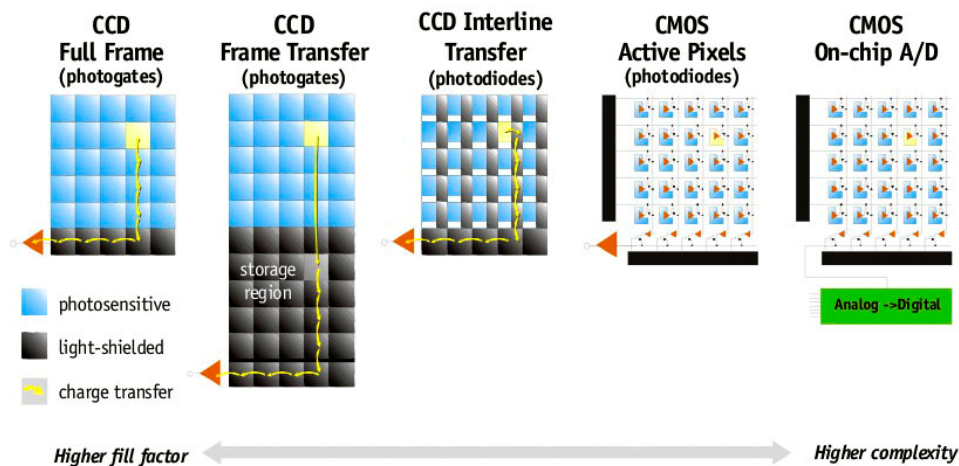 CCD
Full Frame
(photogates)
CCD
Frame Transfer
(photogates)
CCD Interline
Transfer
(photodiodes)
CMOS
Active Pixels
(photodiodes)
CMOS
On-chip A/D
storage
region
photosensitive
light-shielded
charge transfer
Analog ->Digital
Higher fill factor
Higher complexity